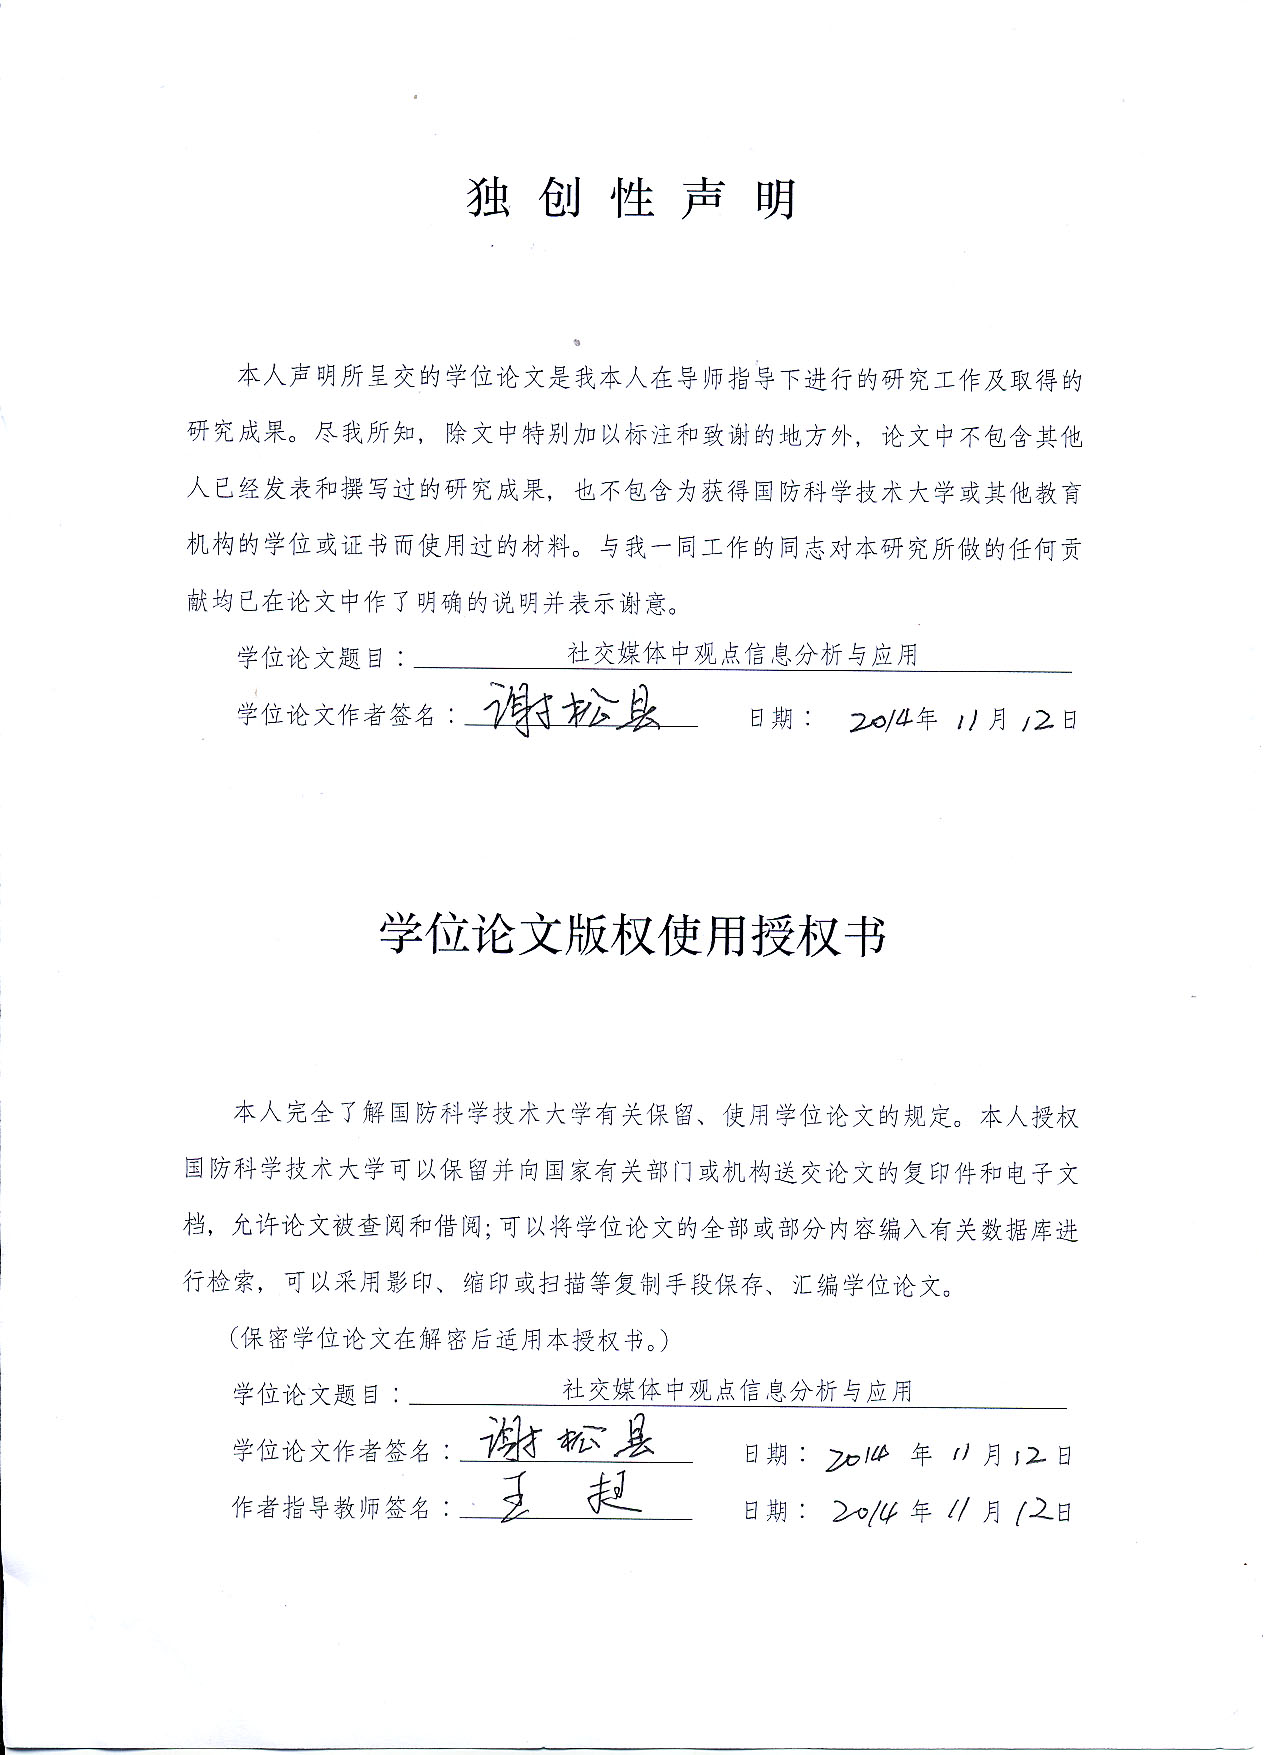 独创性声明
本人声明所呈交的学位论文是我本人在导师指导下进行的研究工作及取得的
研究成果。尽我所知，除文中特别加以标注和致谢的地方外，论文中不包含其他
人已经发表和撰写过的研究成果，也不包含为获得国防科学技术大学或其他教育
机构的学位或证书而使用过的材料。与我一同工作的同志对本研究所做的任何贡
献均已在论文中作了明确的说明并表示谢意。
学位论文题目：社交媒体中观点信息分析与应用
学位论文作者签名：谢松县 日期： 2014年 11月 12日
学位论文版权使用授权书
本人完全了解国防科学技术大学有关保留、使用学位论文的规定。本人授权
国防科学技术大学可以保留并向国家有关部门或机构送交论文的复印件和电子文
档，允许论文被查阅和借阅；可以将学位论文的全部或部分内容编入有关数据库进
行检索，可以采用影印、缩印或扫描等复制手段保存、汇编学位论文。
（保密学位论文在解密后适用本授权书。）
学位论文题目：社交媒体中观点信息分析与应用
学位论文作者签名：谢松县 日期： 2014 年 11月 12日
作者指导教师签名：王 日期： 2014年 11月 12日